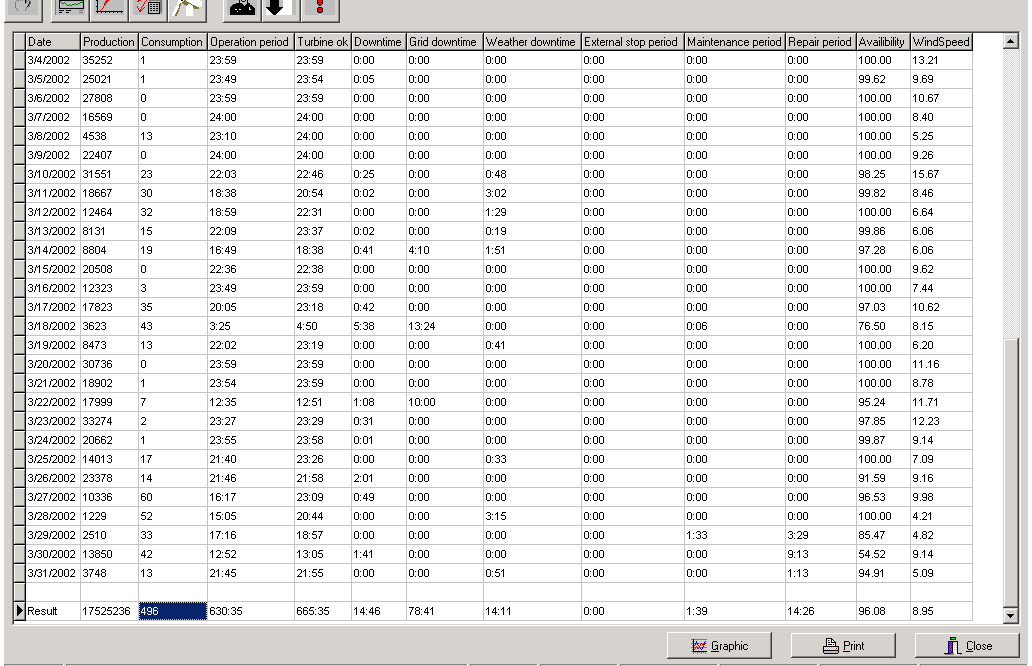 Date Production Consumption Operation period Turbine ok Downtime Grid downtime Weather downtime External stop period Maintenance period Repair period Availibility WindSpeed
3/4/2002 35252 1 23:59 23:59 0:00 0:00 0:00 0:00 0:00 0:00 100.00 13.21
3/5/2002 25021 1 23:49 23:54 0:05 0:00 0:00 0:00 0:00 0:00 99.62 9.69
3/6/2002 27808 0 23:59 23:59 0:00 0:00 0:00 0:00 0:00 0:00 100.00 10.67
3/7/2002 16569 0 24:00 24:00 0:00 0:00 0:00 0:00 0:00 0:00 100.00 8.40
3/8/2002 4538 13 23:10 24:00 0:00 0:00 0:00 0:00 0:00 0:00 100.00 5.25
3/9/2002 22407 0 24:00 24:00 0:00 0:00 0:00 0:00 0:00 0:00 100.00 9.26
3/10/2002 31551 23 22:03 22:46 0:25 0:00 0:48 0:00 0:00 0:00 98.25 15.67
3/11/2002 18667 30 18:38 20:54 0:02 0:00 3:02 0:00 0:00 0:00 99.82 8.46
3/12/2002 12464 32 18:59 22:31 0:00 0:00 1:29 0:00 0:00 0:00 100.00 6.64
3/13/2002 8131 15 22:09 23:37 0:02 0:00 0:19 0:00 0:00 0:00 99.86 6.06
3/14/2002 8804 19 16:49 18:38 0:41 4:10 1:51 0:00 0:00 0:00 97.28 6.06
3/15/2002 20508 0 22:36 22:38 0:00 0:00 0:00 0:00 0:00 0:00 100.00 9.62
3/16/2002 12323 3 23:49 23:59 0:00 0:00 0:00 0:00 0:00 0:00 100.00 7.44
3/17/2002 17823 35 20:05 23:18 0:42 0:00 0:00 0:00 0:00 0:00 97.03 10.62
3/18/2002 3623 43 3:25 4:50 5:38 13:24 0:00 0:00 0:06 0:00 76.50 8.15
3/19/2002 8473 13 22:02 23:19 0:00 0:00 0:41 0:00 0:00 0:00 100.00 6.20
3/20/2002 30736 0 23:59 23:59 0:00 0:00 0:00 0:00 0:00 0:00 100.00 11.16
3/21/2002 18902 1 23:54 23:59 0:00 0:00 0:00 0:00 0:00 0:00 100.00 8.78
3/22/2002 17999 7 12:35 12:51 1:08 10:00 0:00 0:00 0:00 0:00 95.24 11.71
3/23/2002 33274 2 23:27 23:29 0:31 0:00 0:00 0:00 0:00 0:00 97.85 12.23
3/24/2002 20662 1 23:55 23:58 0:01 0:00 0:00 0:00 0:00 0:00 99.87 9.14
3/25/2002 14013 17 21:40 23:26 0:00 0:00 0:33 0:00 0:00 0:00 100.00 7.09
3/26/2002 23378 14 21:46 21:58 2:01 0:00 0:00 0:00 0:00 0:00 91.59 9.16
3/27/2002 10336 60 16:17 23:09 0:49 0:00 0:00 0:00 0:00 0:00 96.53 9.98
3/28/2002 1229 52 15:05 20:44 0:00 0:00 3:15 0:00 0:00 0:00 100.00 4.21
3/29/2002 2510 33 17:16 18:57 0:00 0:00 0:00 0:00 1:33 3:29 85.47 4.82
3/30/2002 13850 42 12:52 13:05 1:41 0:00 0:00 0:00 0:00 9:13 54.52 9.14
3/31/2002 3748 13 21:45 21:55 0:00 0:00 0:51 0:00 0:00 1:13 94.91 5.09
Result 17525236 496 630:35 665:35 14:46 78:41 14:11 0:00 1:39 14:26 96.08 8.95
Graphic Print Close